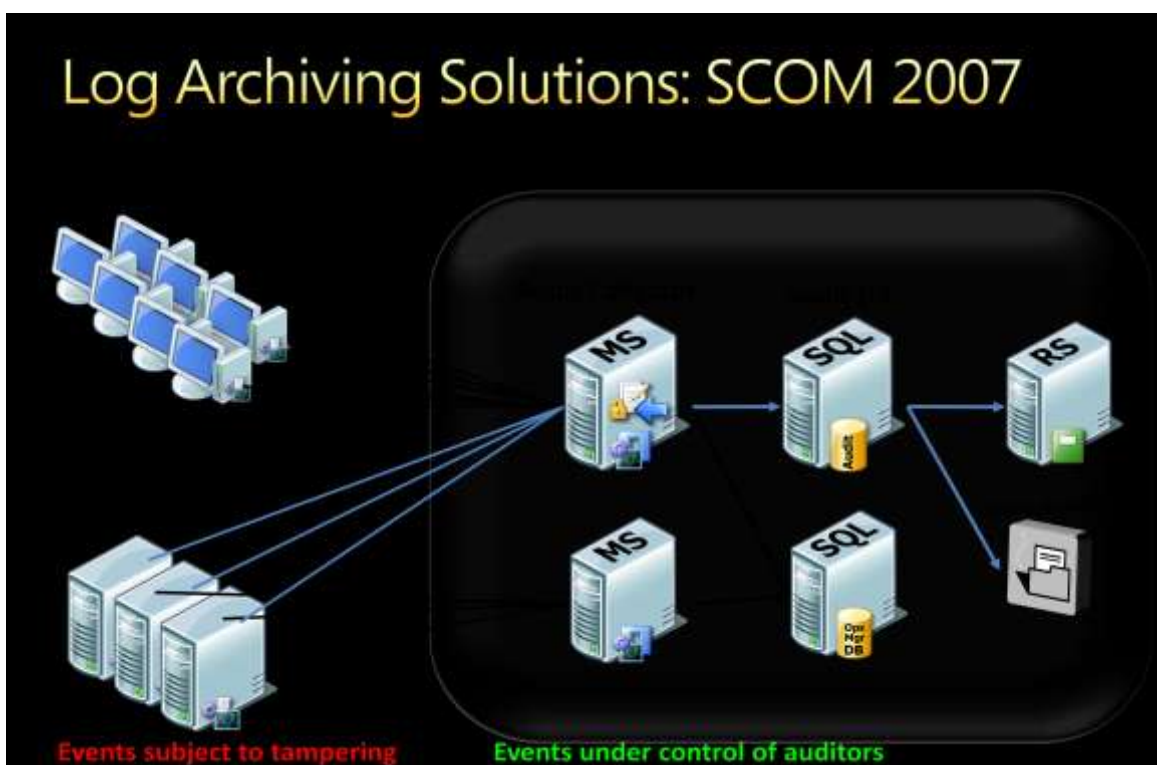 Log Archiving Solutions: SCOM 2007
MS
SQL
RS
Audit
MS
SQL
Ops
Mgr
DB
Events subject to tampering
Events under control of auditors